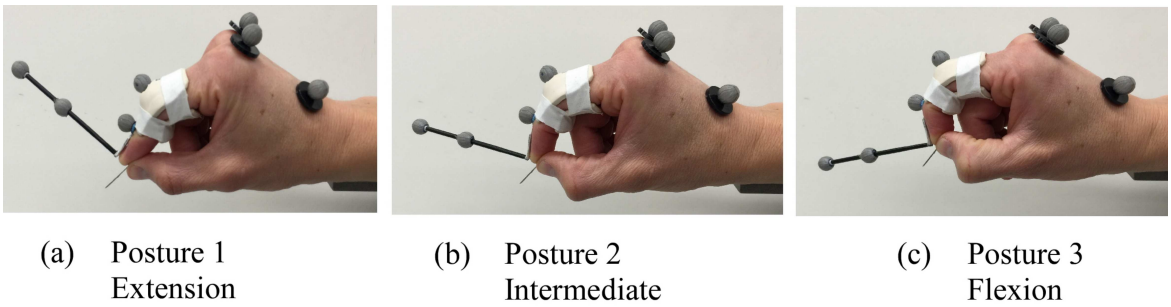 (a) Posture 1
Extension
(b) Posture 2
Intermediate
(c) Posture 3
Flexion